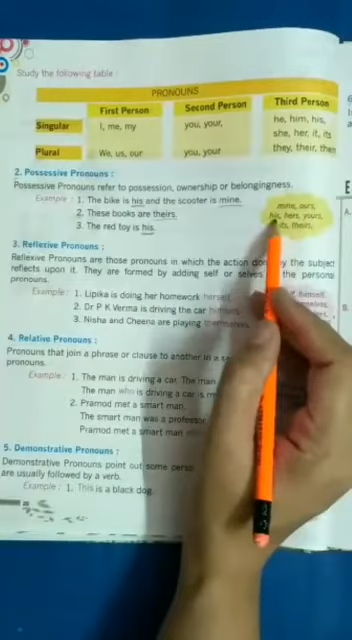 Study the following table :
PRONOUNS
First Person Second Person Third Person
Singular I, me, my you, your, he, him, his,
she, her, it, its
Plural We, us, our you, your they, their, them
2. Possessive Pronouns :
Possessive Pronouns refer to possession, ownership or belongingness.
Example : 1. The bike is his and the scooter is mine.
2. These books are theirs.
3. The red toy is his.
mine, ours,
his, hers, yours,
its, theirs,
3. Reflexive Pronouns :
Reflexive Pronouns are those pronouns in which the action done by the subject
reflects upon it. They are formed by adding self or selves the persona
pronouns.
Example : 1. Lipika is doing her homework herself.
himself,
2. Dr P K Verma is driving the car
3. Nisha and Cheena are playing themselves.
4. Relative Pronouns :
Pronouns that join a phrase or clause to another in a
pronouns.
Example : 1. The man is driving a car. The man
The man who is driving a car is
2. Pramod met a smart man.
The smart man was a professor.
Pramod met a smart man
5. Demonstrative Pronouns :
Demonstrative Pronouns point out some
are usually followed by a verb.
Example : 1. This is a black dog.
E
A.
B.